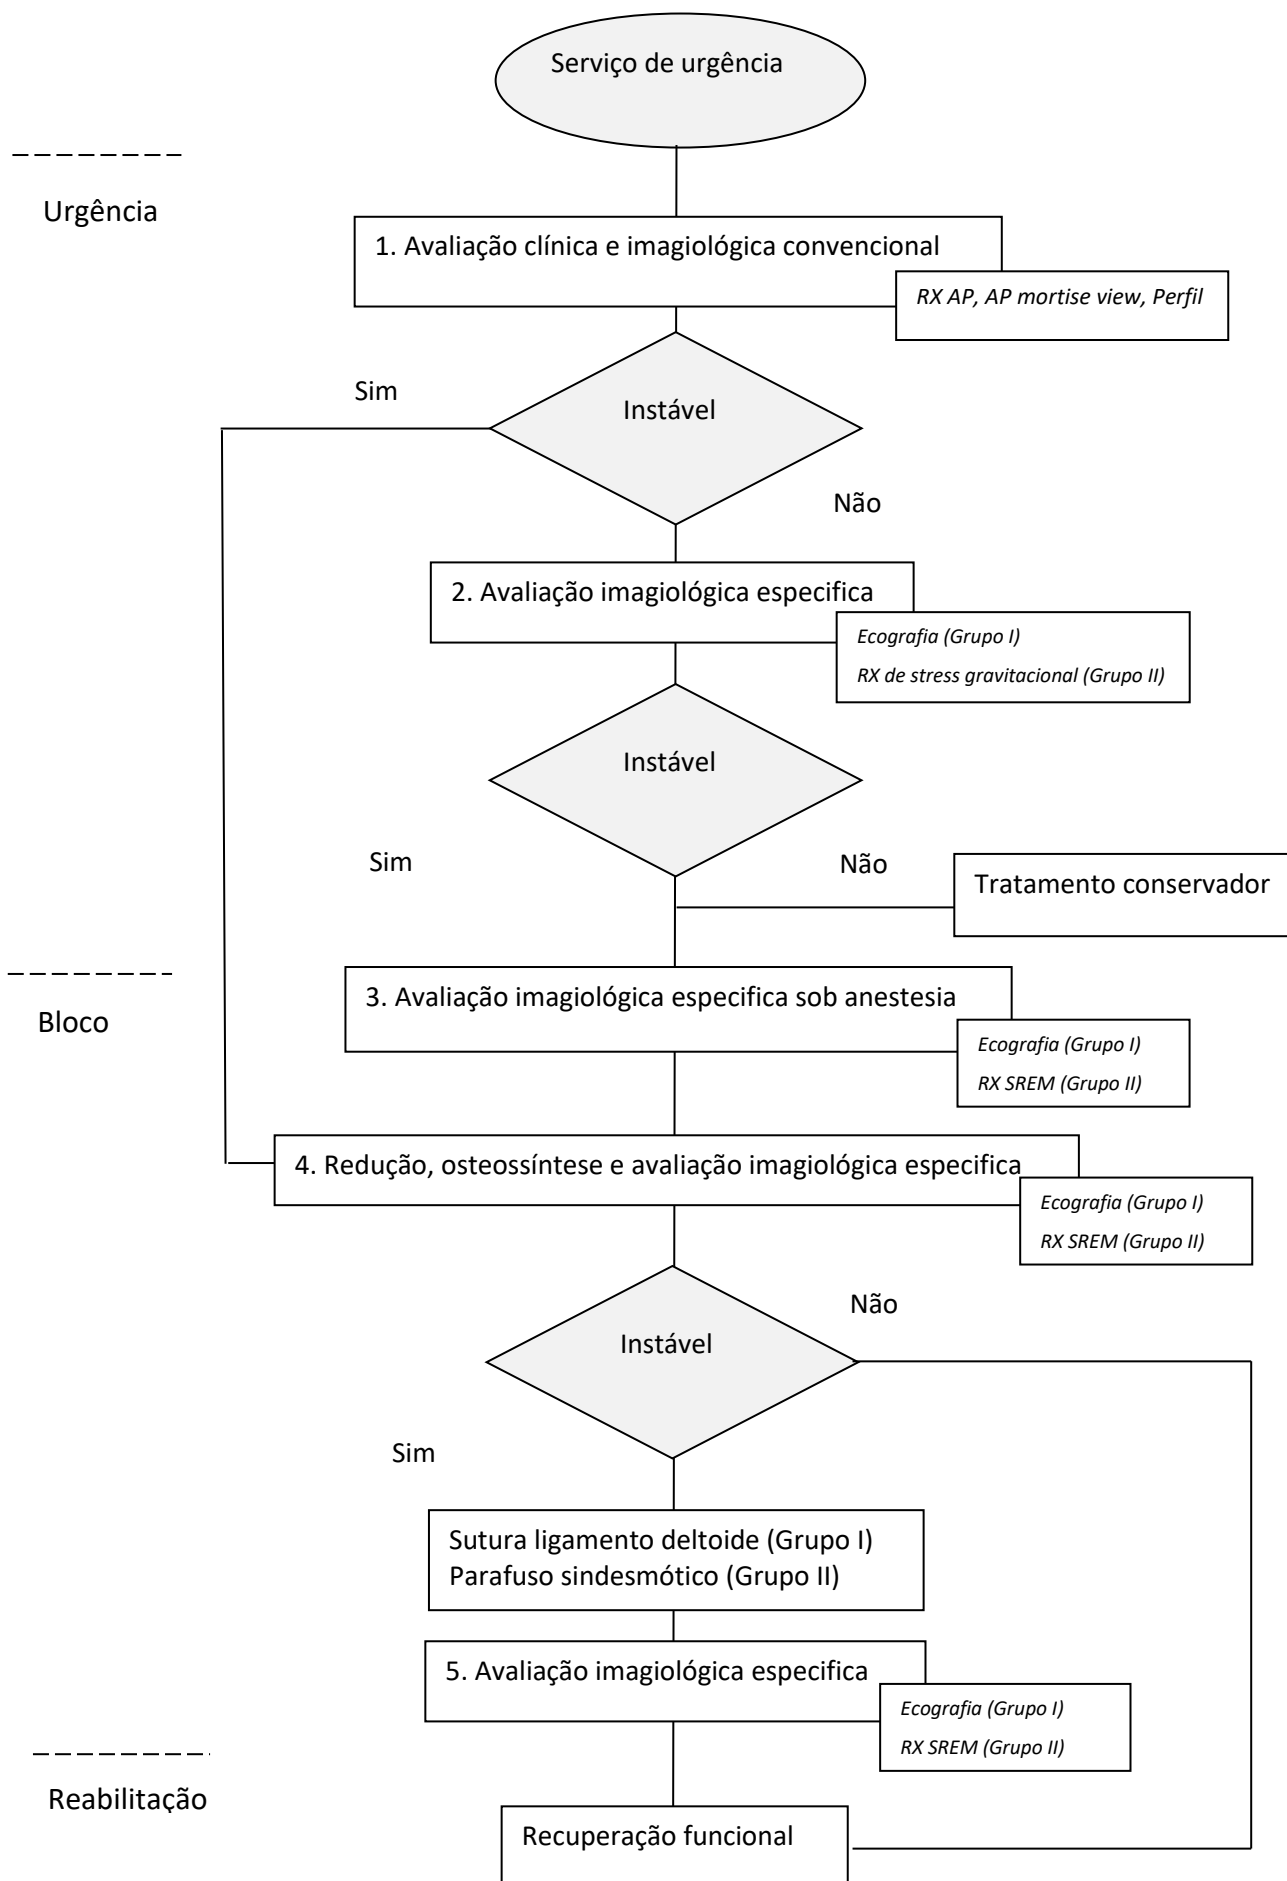 Serviço de urgência
Urgência
1. Avaliação clínica e imagiológica convencional
RX AP, AP mortise view, Perfil
Sim
Instável
Não
2. Avaliação imagiológica especifica
Ecografia (Grupo I)
RX de stress gravitacional (Grupo II)
Instável
Sim
Não
Tratamento conservador
Bloco
3. Avaliação imagiológica especifica sob anestesia
Ecografia (Grupo I)
RX SREM (Grupo II)
4. Redução, osteossíntese e avaliação imagiológica especifica
Ecografia (Grupo I)
RX SREM (Grupo II)
Não
Instável
Sim
Sutura ligamento deltoide (Grupo I)
Parafuso sindesmótico (Grupo II)
5. Avaliação imagiológica especifica
Ecografia (Grupo I)
RX SREM (Grupo II)
Reabilitação
Recuperação funcional